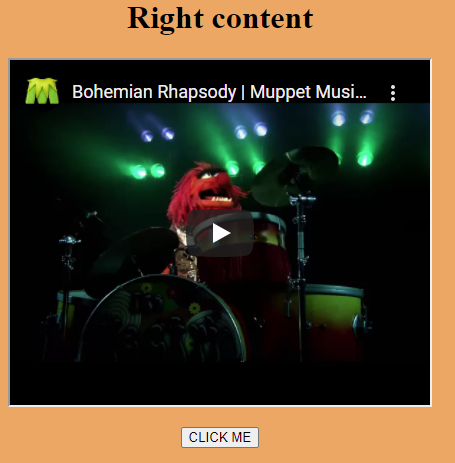 Right content
Bohemian Rhapsody | Muppet Musi...
CLICK ME